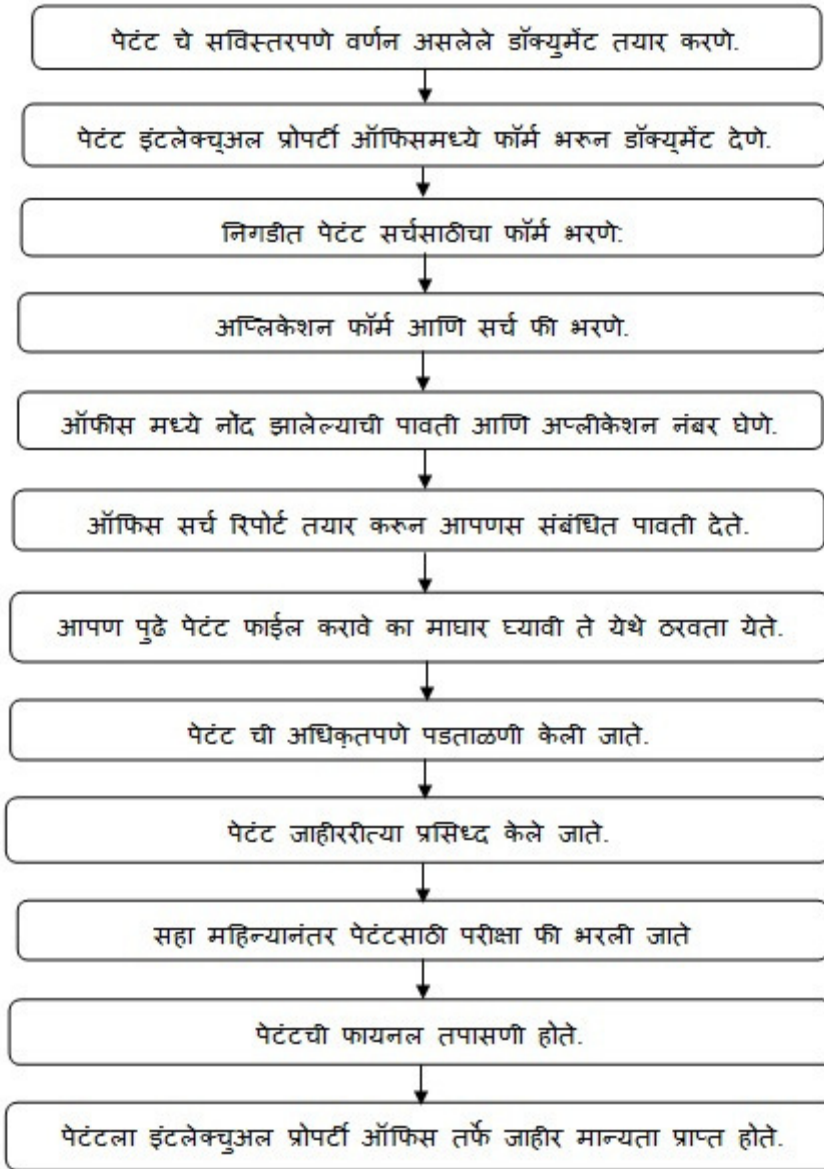 पेटंट चे सविस्तरपणे वर्णन असलेले डॉक्युमेंट तयार करणे.
पेटंट इंटलेक्चुअल प्रोपर्टी ऑफिसमध्ये फॉर्म भरून डॉक्युमेंट देणे.
निगडीत पेटंट सर्चसाठीचा फॉर्म भरणे:
अप्लिकेशन फॉर्म आणि सर्च फी भरणे.
ऑफीस मध्ये नोंद झालेल्याची पावती आणि अप्लीकेशन नंबर घेणे.
ऑफिस सर्च रिपोर्ट तयार करुन आपणस संबंधित पावती देते.
आपण पुढे पेटंट फाईल करावे का माघार घ्यावी ते येथे ठरवता येते.
पेटंट ची अधिकृतपणे पडताळणी केली जाते.
पेटंट जाहीररीत्या प्रसिध्द केले जाते.
सहा महिन्यानंतर पेटंटसाठी परीक्षा फी भरली जाते
पेटंटची फायनल तपासणी होते.
पेटंटला इंटलेक्चुअल प्रोपर्टी ऑफिस तर्फे जाहीर मान्यता प्राप्त होते.